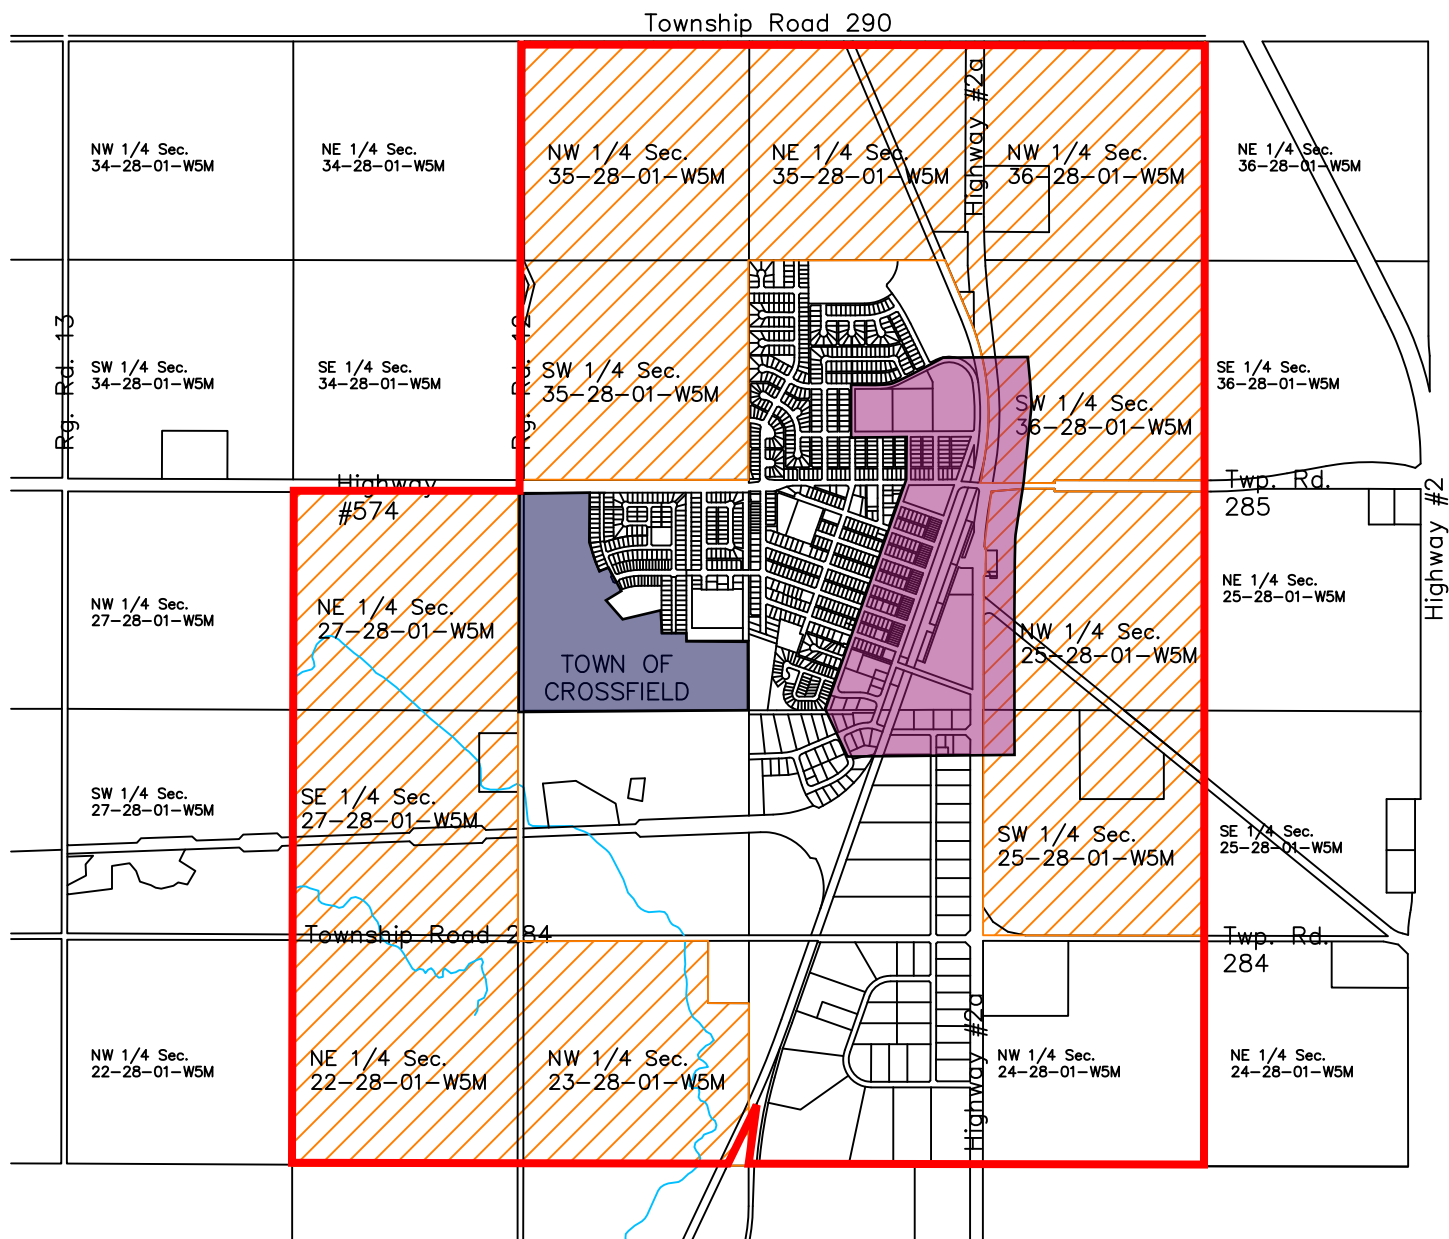 Township Road 290
Highway #2a
NW 1/4 Sec.
34-28-01-W5M
NE 1/4 Sec.
34-28-01-W5M
NW 1/4 Sec.
35-28-01-W5M
NE 1/4 Sec.
35-28-01-W5M
NW 1/4 Sec.
36-28-01-W5M
NE 1/4 Sec.
36-28-01-W5M
Rg. Rd. 13
SW 1/4 Sec.
34-28-01-W5M
SE 1/4 Sec.
34-28-01-W5M
Rg. Rd. 12
SW 1/4 Sec.
35-28-01-W5M
SW 1/4 Sec.
36-28-01-W5M
SE 1/4 Sec.
36-28-01-W5M
Highway
#574
Twp. Rd.
285
Highway #2
NW 1/4 Sec.
27-28-01-W5M
NE 1/4 Sec.
27-28-01-W5M
TOWN OF
CROSSFIELD
NW 1/4 Sec.
25-28-01-W5M
NE 1/4 Sec.
25-28-01-W5M
SW 1/4 Sec.
27-28-01-W5M
SE 1/4 Sec.
27-28-01-W5M
SW 1/4 Sec.
25-28-01-W5M
SE 1/4 Sec.
25-28-01-W5M
Township Road 284
Twp. Rd.
284
Highway #2a
NW 1/4 Sec.
22-28-01-W5M
NE 1/4 Sec.
22-28-01-W5M
NW 1/4 Sec.
23-28-01-W5M
NW 1/4 Sec.
24-28-01-W5M
NE 1/4 Sec.
24-28-01-W5M